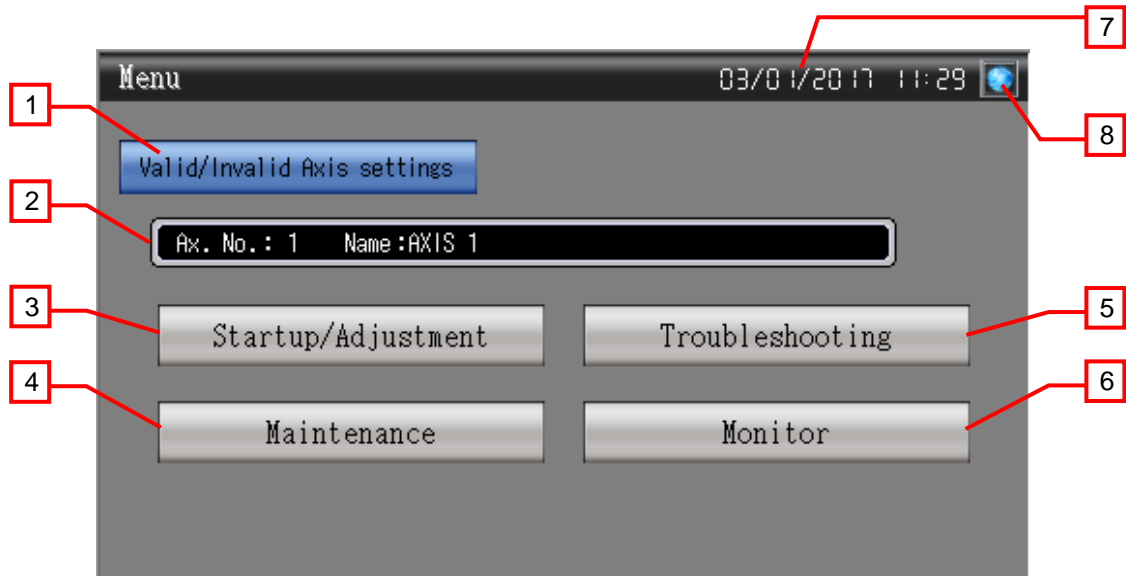 7
Menu 03/01/2017 11:29
1
8
Valid/Invalid Axis settings
2
Ax. No.: 1 Name:AXIS 1
3
Startup/Adjustment Troubleshooting
5
4
Maintenance Monitor
6